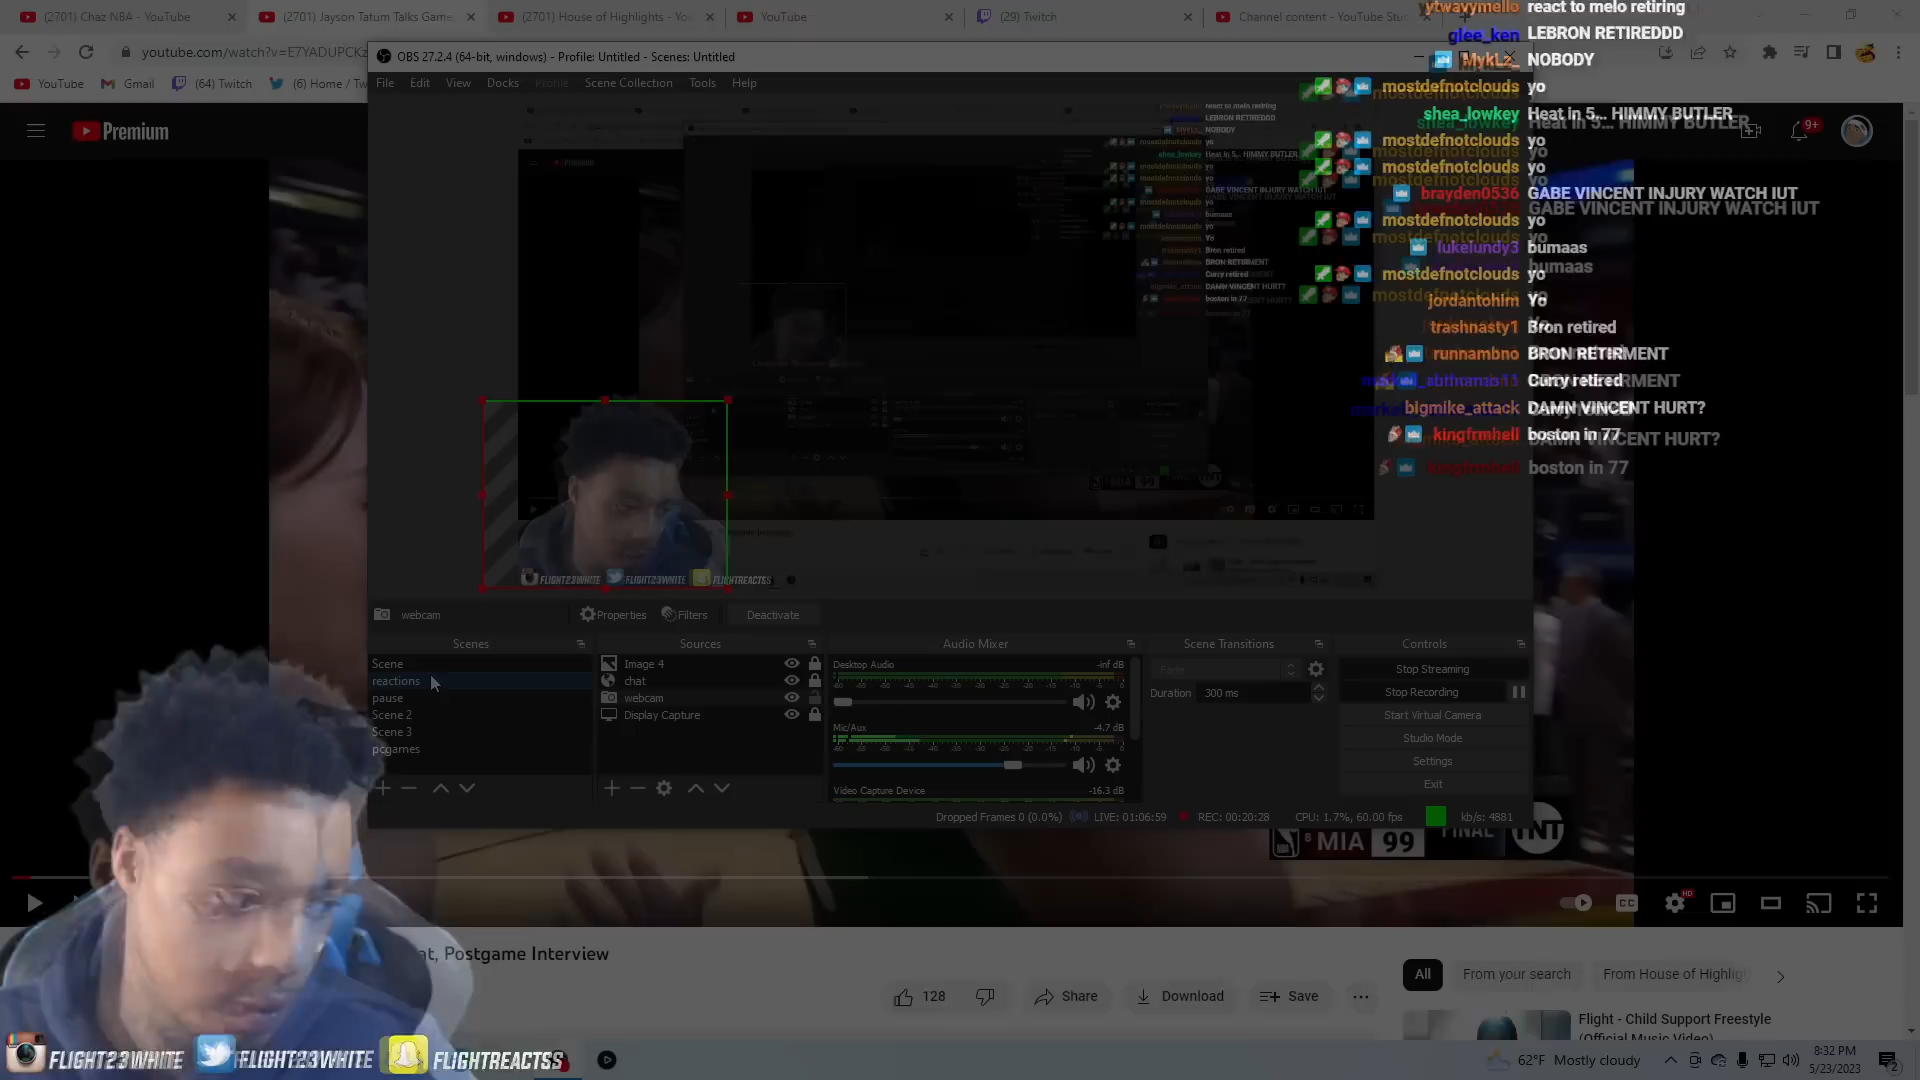 (2701) Chaz NBA - YouTube
(2701) Jayson Tatum Talks Game
(2701) House of Highlights - Yo
YouTube
(29) Twitch
Channel content - YouTube Stu
youtube.com/watch?v=E7YADUPCKz
YouTube
Gmail
(64) Twitch
(6) Home / Tw
OBS 27.2.4 (64-bit, windows) - Profile: Untitled - Scenes: Untitled
File Edit View Docks Profile Scene Collection Tools Help
Premium
9+
ytwavymello react to melo retiring
glee_ken LEBRON RETIREDDD
MykLz_ NOBODY
mostdefnotclouds yo
shea_lowkey Heat in 5... HIMMY BUTLER
mostdefnotclouds yo
mostdefnotclouds yo
brayden0536 GABE VINCENT INJURY WATCH IUT
mostdefnotclouds yo
lukelundy3 bumaas
mostdefnotclouds yo
jordantohim Yo
trashnasty1 Bron retired
runnambno BRON RETIRMENT
Curry retired
bigmike_attack DAMN VINCENT HURT?
kingfrmhell boston in 77
FLIGHT23WHITE FLIGHT23WHITE FLIGHTREACTSS
webcam
Properties
Filters
Deactivate
Scenes
Scene
reactions
pause
Scene 2
Scene 3
pcgames
Sources
Image 4
chat
webcam
Display Capture
Audio Mixer
Desktop Audio -inf dB
Mic/Aux -4.7 dB
Video Capture Device -16.3 dB
Scene Transitions
Fade
Duration 300 ms
Controls
Stop Streaming
Stop Recording
Start Virtual Camera
Studio Mode
Settings
Exit
Dropped Frames 0 (0.0%) LIVE: 01:06:59 REC: 00:20:28 CPU: 1.7%, 60.00 fps kb/s: 4881
8 MIA 99 FINAL TNT
CC HD
Postgame Interview
128
Share
Download
Save
All
From your search
From House of Highlig
Flight - Child Support Freestyle
(Official Music Video)
FLIGHT23WHITE FLIGHT23WHITE FLIGHTREACTSS
62°F Mostly cloudy
8:32 PM
5/23/2023
2